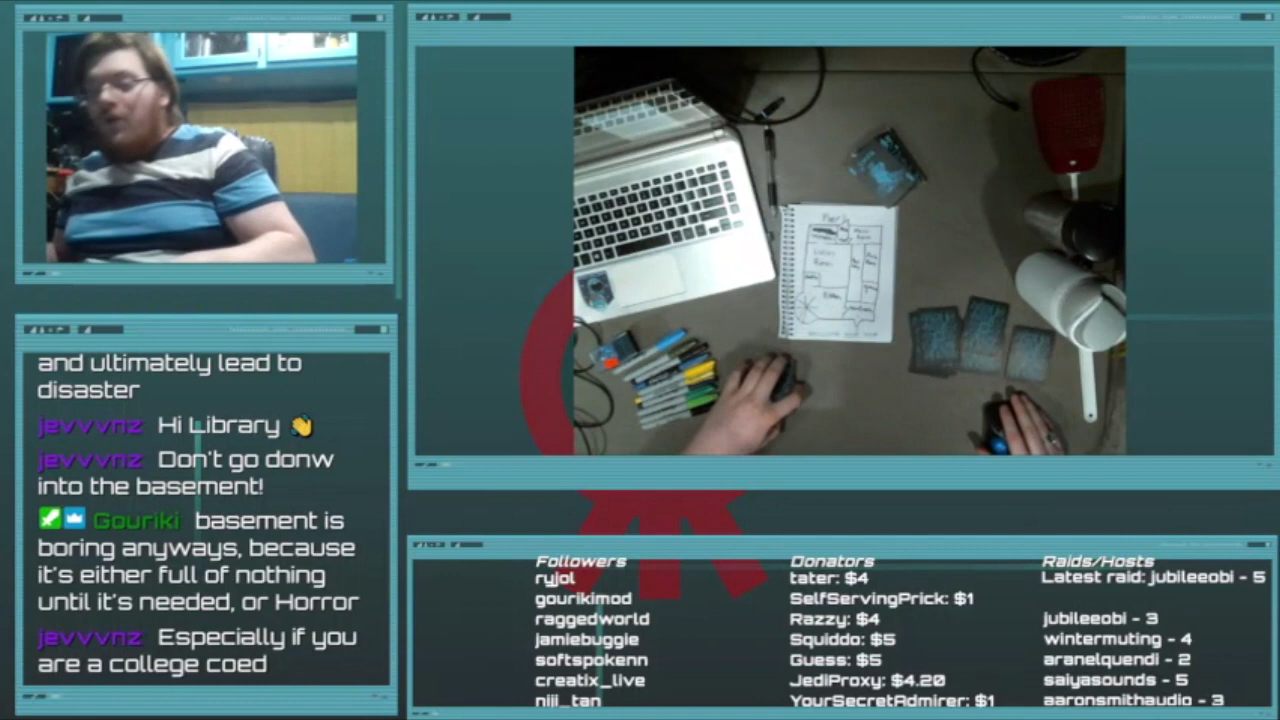 and ultimately lead to
disaster
jevvvnz Hi Library 👋
jevvvnz Don't go donw
into the basement!
Gouriki basement is
boring anyways, because
it's either full of nothing
until it's needed, or Horror
jevvvnz Especially if you
are a college coed
Followers
ryjol
gourikimod
raggedworld
jamiebuggie
softspokenn
creatix_live
niji_tan
Donators
tater: $4
SelfServingPrick: $1
Razzy: $4
Squiddo: $5
Guess: $5
JediProxy: $4.20
YourSecretAdmirer: $1
Raids/Hosts
Latest raid: jubileeobi - 5
jubileeobi - 3
wintermuting - 4
aranelquendi - 2
saiyasounds - 5
aaronsmithaudio - 3